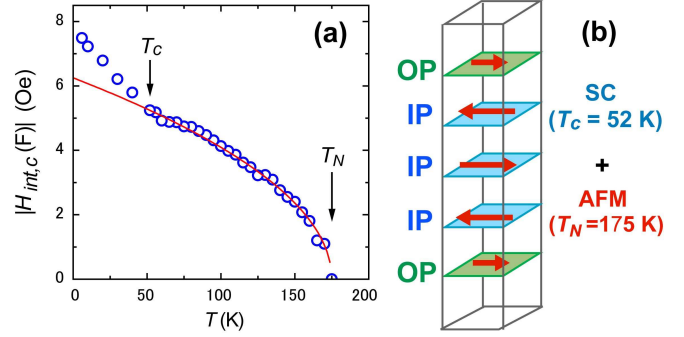 (a)
|H_int,c(F)| (Oe)
8
6
4
2
0
T_C
T_N
0 50 100 150 200
T(K)
(b)
OP
IP
IP
IP
OP
SC
(T_C = 52 K)
+
AFM
(T_N=175 K)